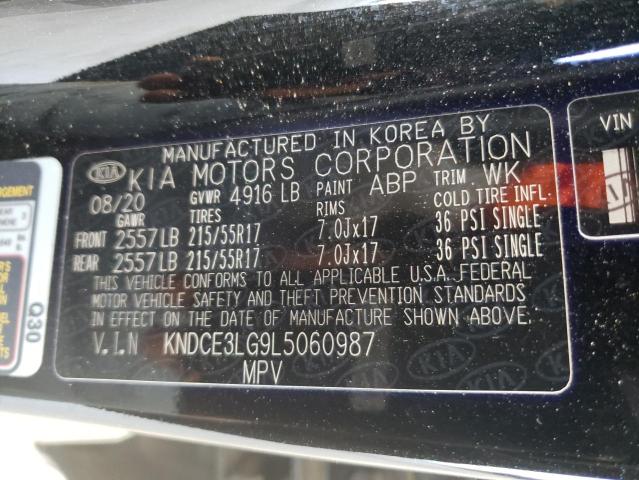 MANUFACTURED IN KOREA BY
KIA KIA MOTORS CORPORATION
08/20 GVWR 4916 LB PAINT ABP TRIM WK
GAWR TIRES RIMS COLD TIRE INFL
FRONT 2557LB 215/55R17 7.0Jx17 36 PSI SINGLE
REAR 2557LB 215/55R17 7.0Jx17 36 PSI SINGLE
THIS VEHICLE CONFORMS TO ALL APPLICABLE U.S.A. FEDERAL
MOTOR VEHICLE SAFETY AND THEFT PREVENTION STANDARDS
IN EFFECT ON THE DATE OF MANUFACTURE SHOWN ABOVE.
V.I.N KNDCE3LG9L5060987
MPV
Q30
VIN